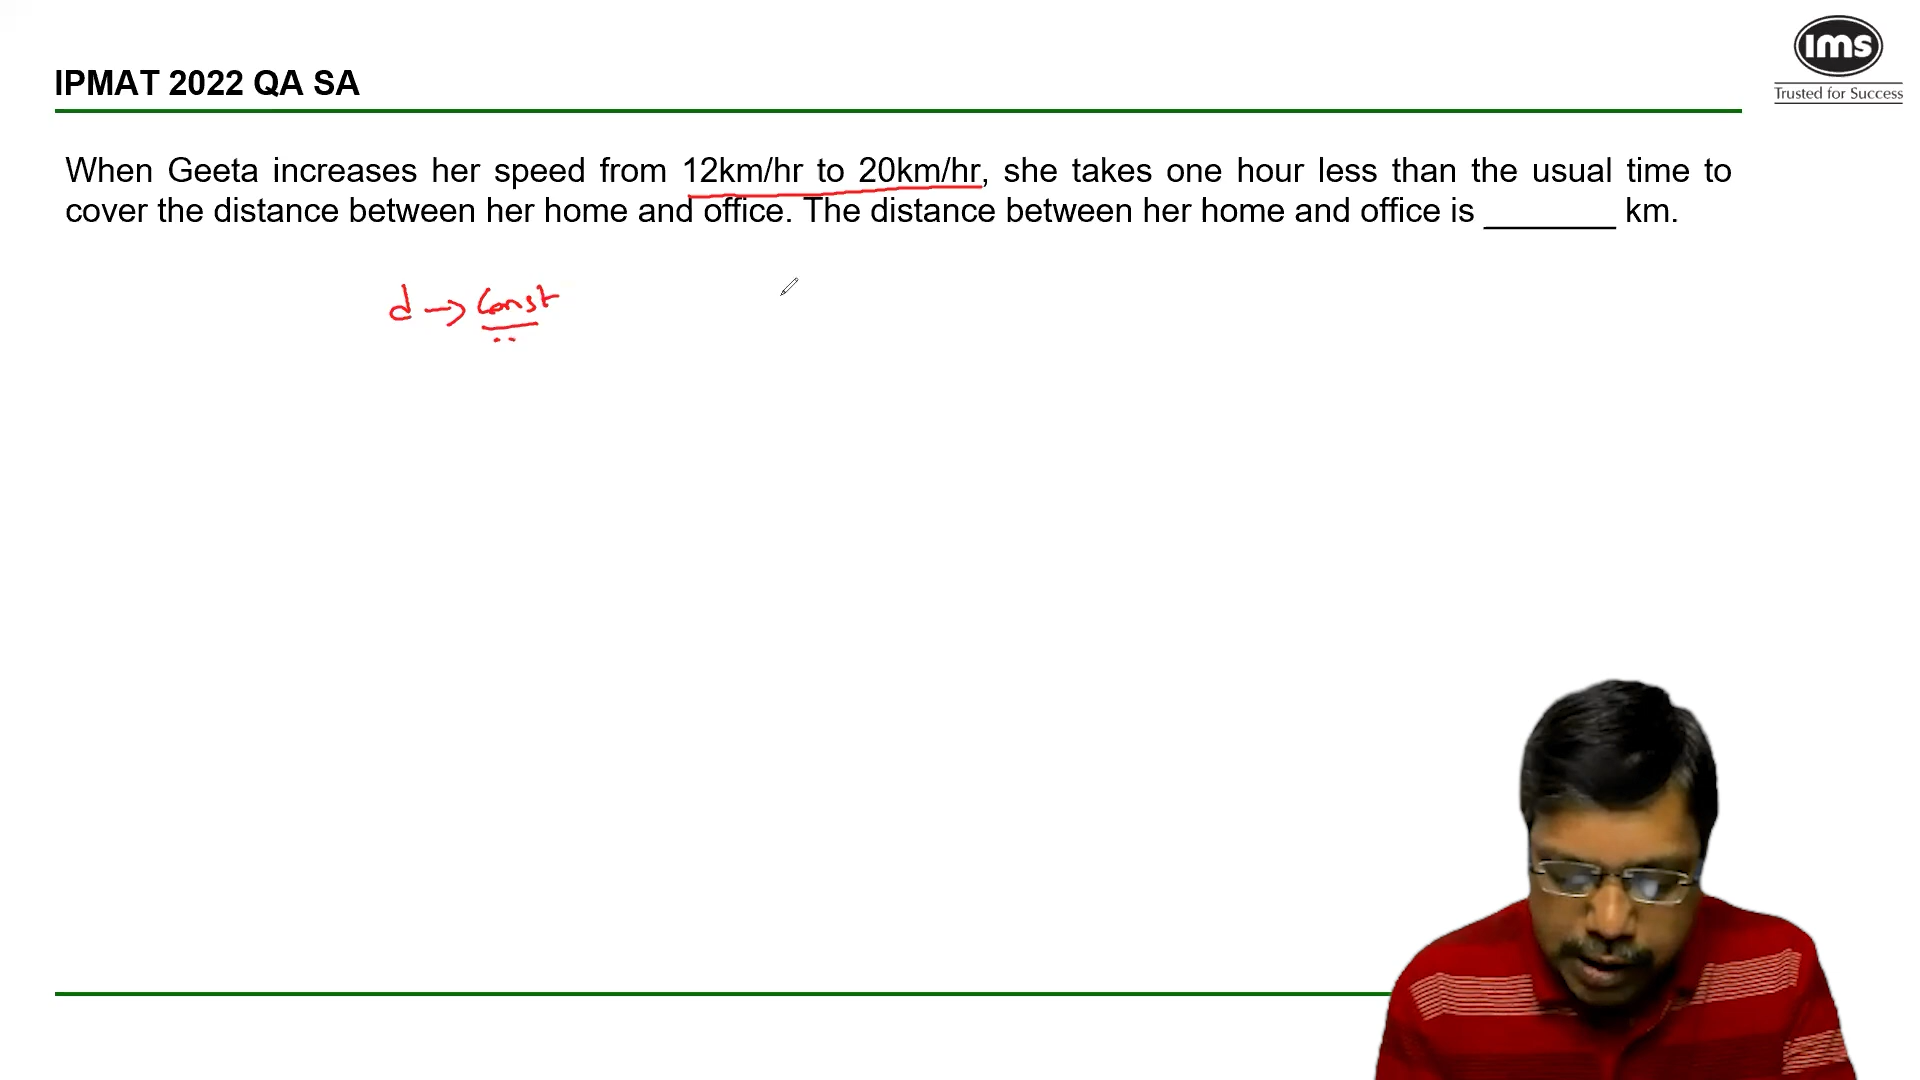 ims
Trusted for Success
IPMAT 2022 QA SA
When Geeta increases her speed from 12km/hr to 20km/hr, she takes one hour less than the usual time to
cover the distance between her home and office. The distance between her home and office is _______ km.
d → Const